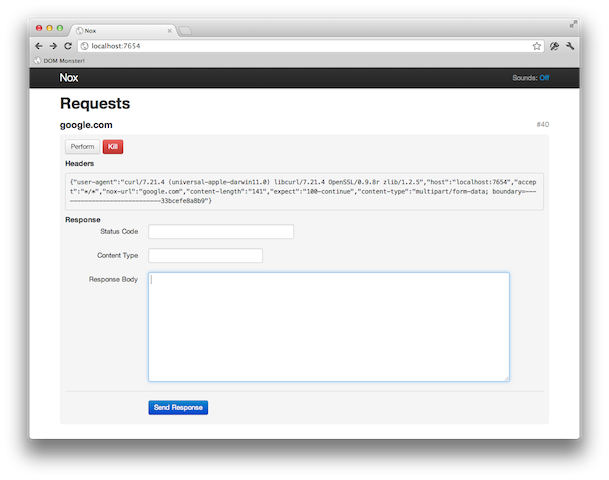 Nox
localhost:7654
DOM Monster!
Nox
Sounds: Off
Requests
google.com
#40
Perform
Kill
Headers
{"user-agent":"curl/7.21.4 (universal-apple-darwin11.0) libcurl/7.21.4 OpenSSL/0.9.8r zlib/1.2.5","host":"localhost:7654","accep
t":"*/*","nox-url":"google.com","content-length":"141","expect":"100-continue","content-type":"multipart/form-data; boundary=----
--------------------------33bcefe8a8b9"}
Response
Status Code
Content Type
Response Body
Send Response